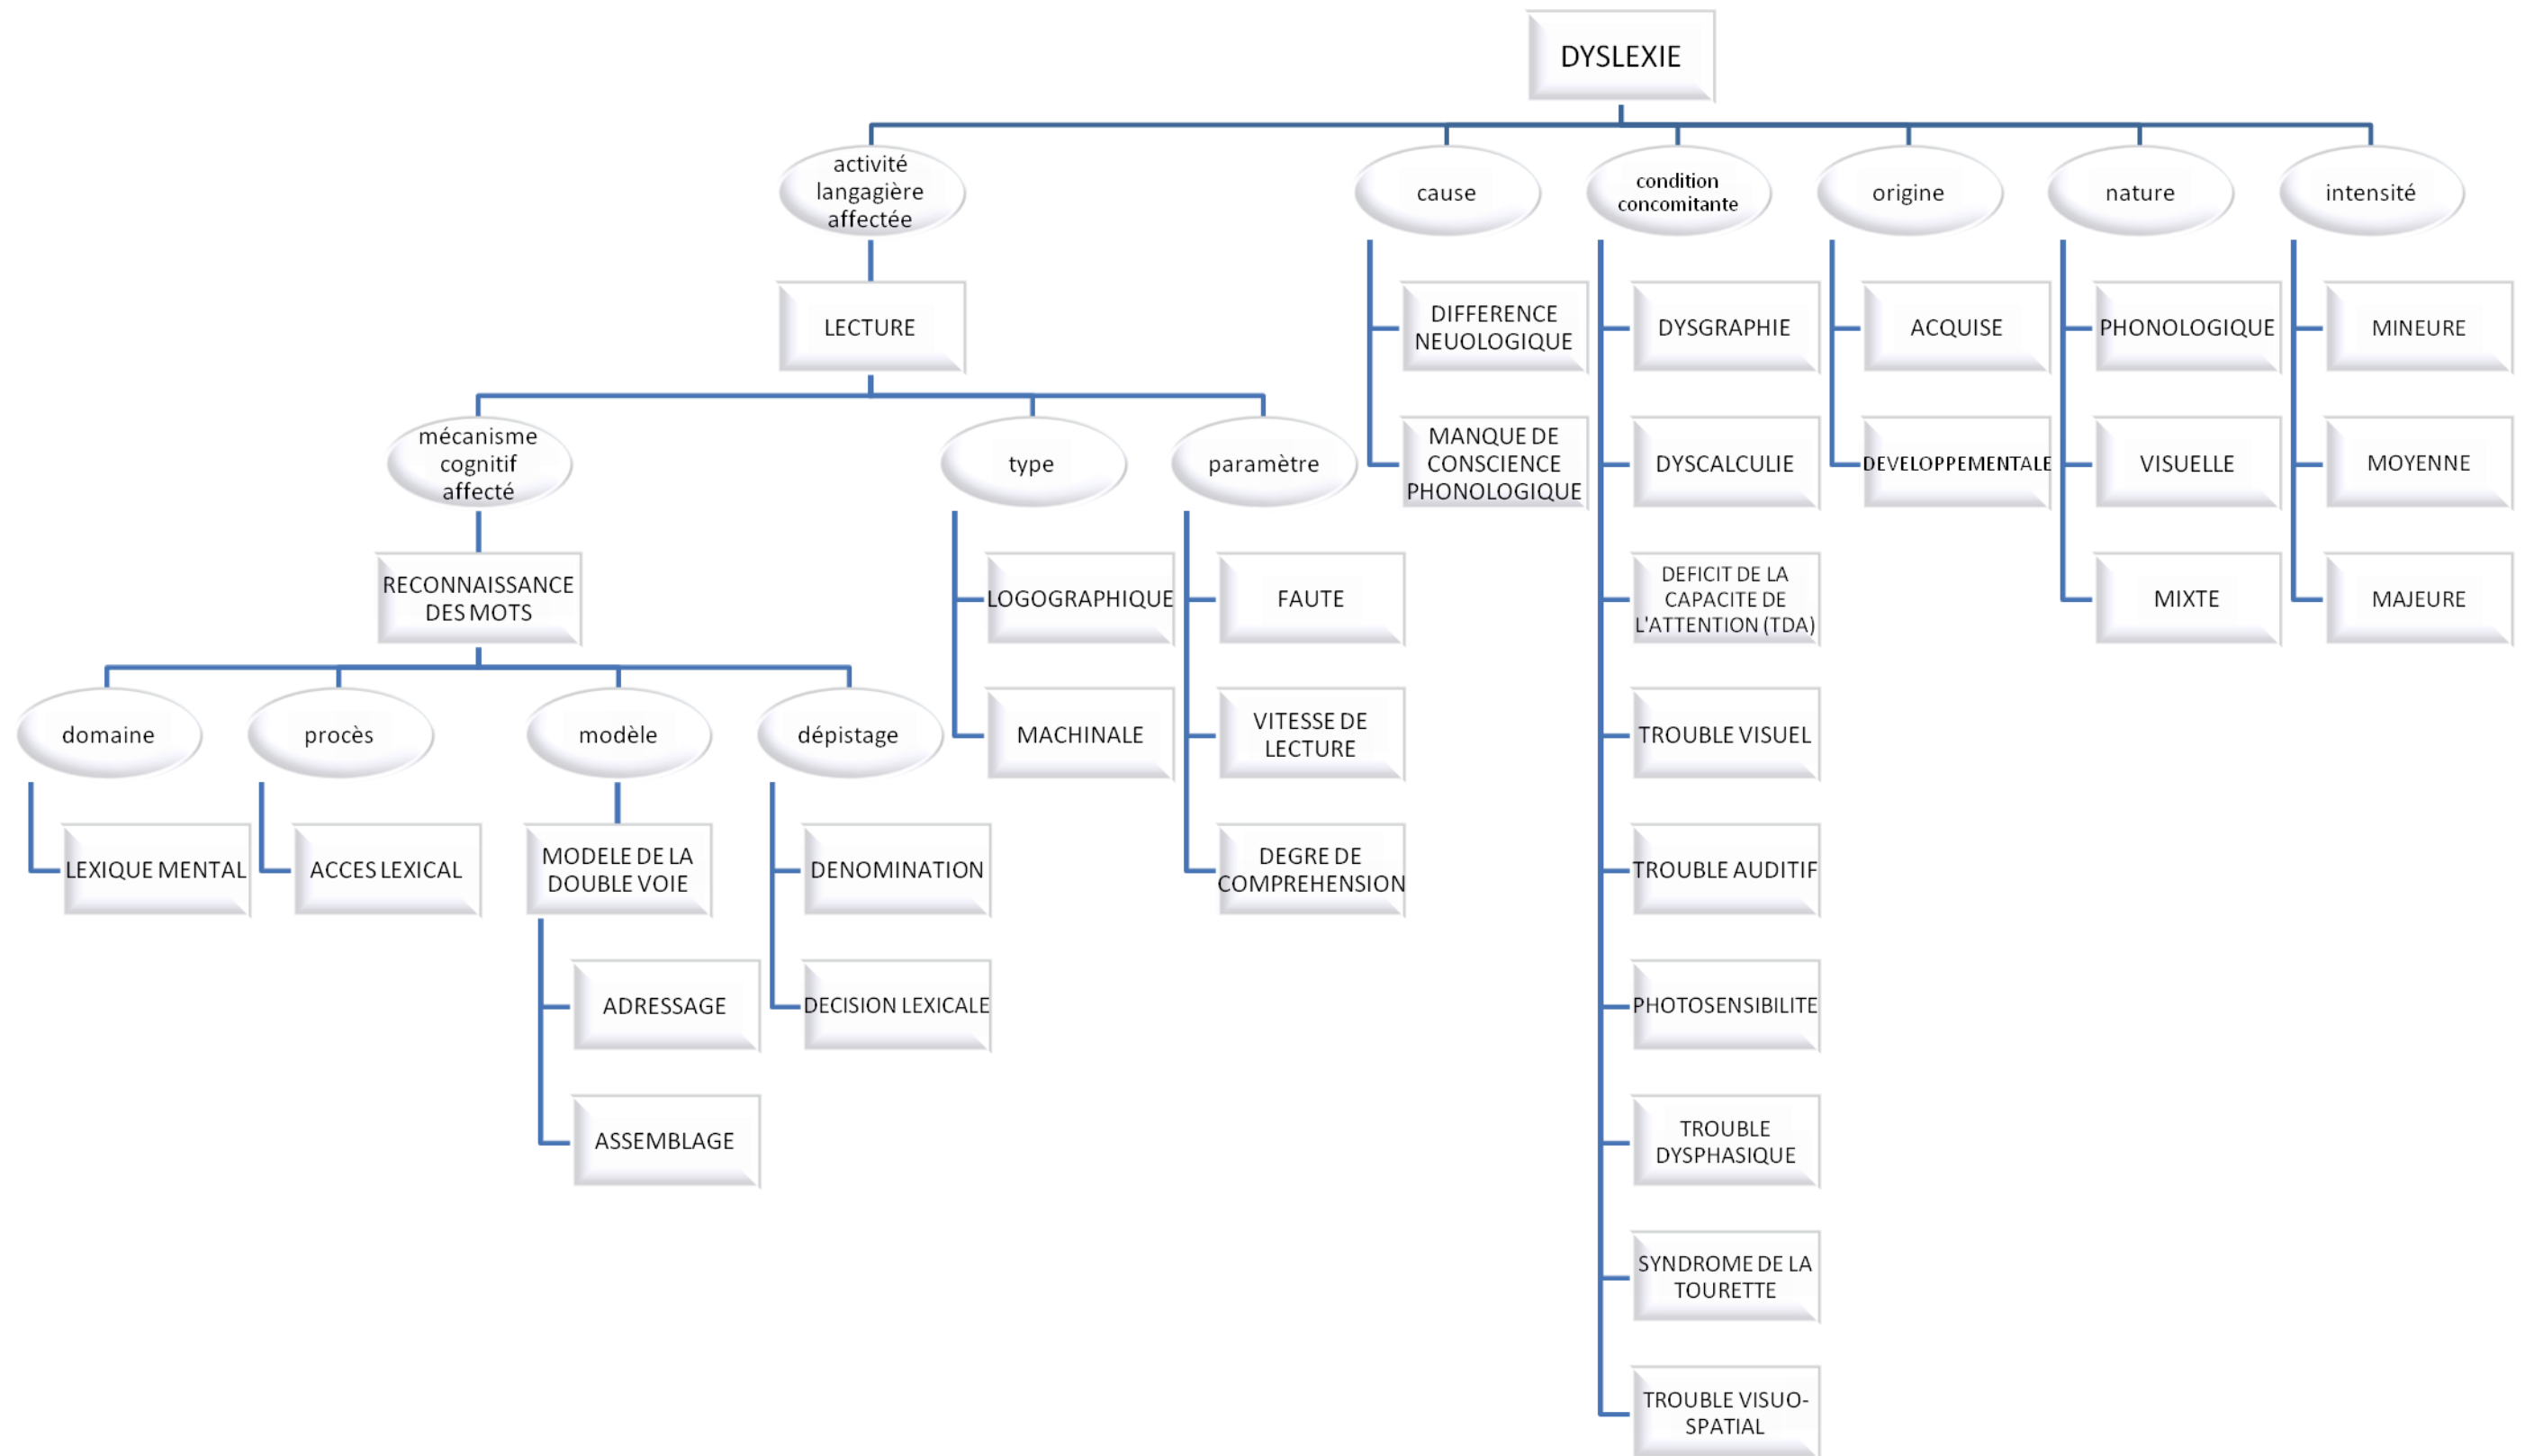 DYSLEXIE
activité
langagière
affectée
cause
condition
concomitante
origine
nature
intensité
LECTURE
DIFFERENCE
NEUOLOGIQUE
DYSGRAPHIE
ACQUISE
PHONOLOGIQUE
MINEURE
mécanisme
cognitif
affecté
type
paramètre
MANQUE DE
CONSCIENCE
PHONOLOGIQUE
DYSCALCULIE
DEVELOPPEMENTALE
VISUELLE
MOYENNE
RECONNAISSANCE
DES MOTS
LOGOGRAPHIQUE
FAUTE
DEFICIT DE LA
CAPACITE DE
L'ATTENTION (TDA)
MIXTE
MAJEURE
domaine
procès
modèle
dépistage
MACHINALE
VITESSE DE
LECTURE
TROUBLE VISUEL
LEXIQUE MENTAL
ACCES LEXICAL
MODELE DE LA
DOUBLE VOIE
DENOMINATION
DEGRE DE
COMPREHENSION
TROUBLE AUDITIF
ADRESSAGE
DECISION LEXICALE
PHOTOSENSIBILITE
ASSEMBLAGE
TROUBLE
DYSPHASIQUE
SYNDROME DE LA
TOURETTE
TROUBLE VISUO-
SPATIAL